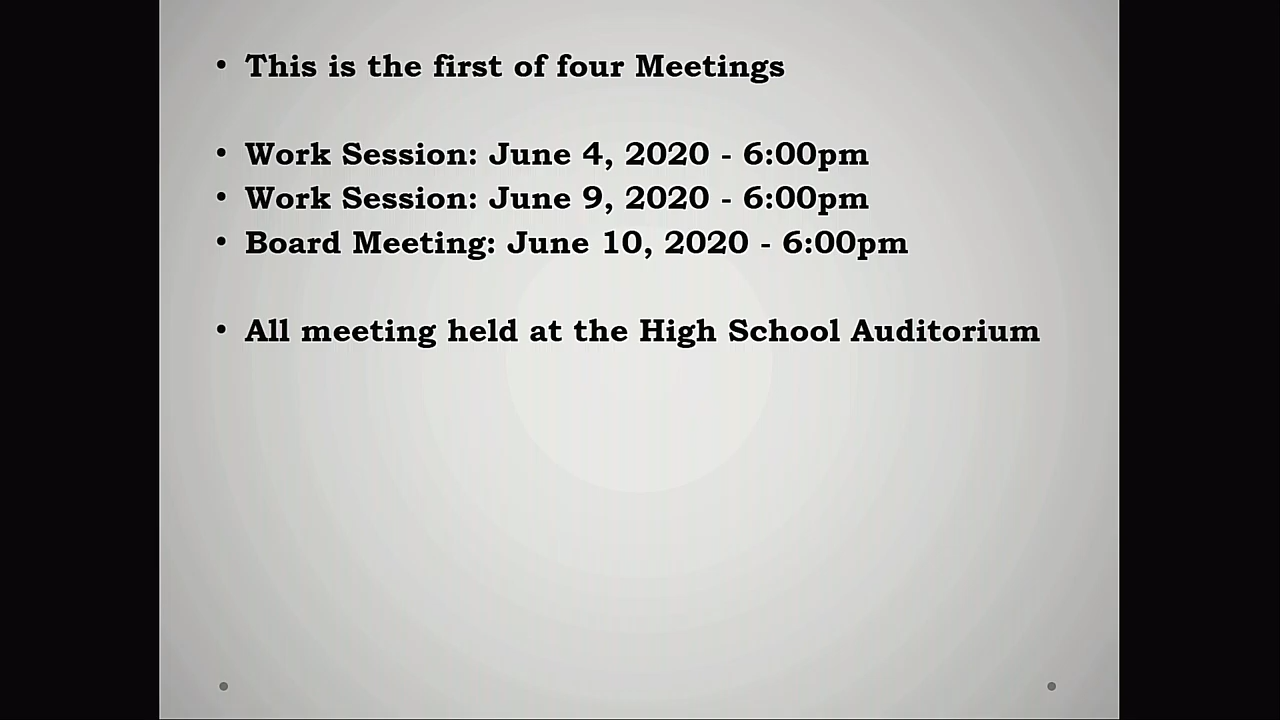 • This is the first of four Meetings
• Work Session: June 4, 2020 - 6:00pm
• Work Session: June 9, 2020 - 6:00pm
• Board Meeting: June 10, 2020 - 6:00pm
• All meeting held at the High School Auditorium